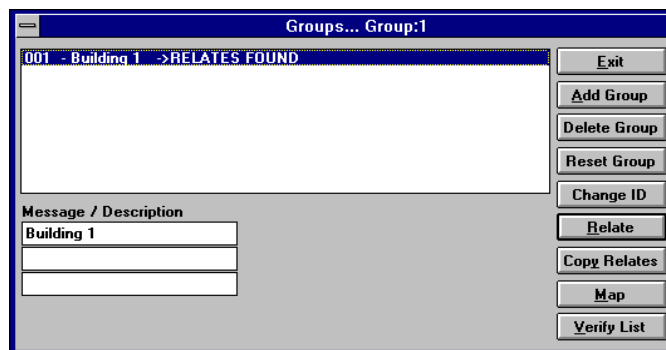 Groups... Group:1
001 - Building 1 ->RELATES FOUND
Exit
Add Group
Delete Group
Reset Group
Change ID
Relate
Copy Relates
Map
Verify List
Message / Description
Building 1